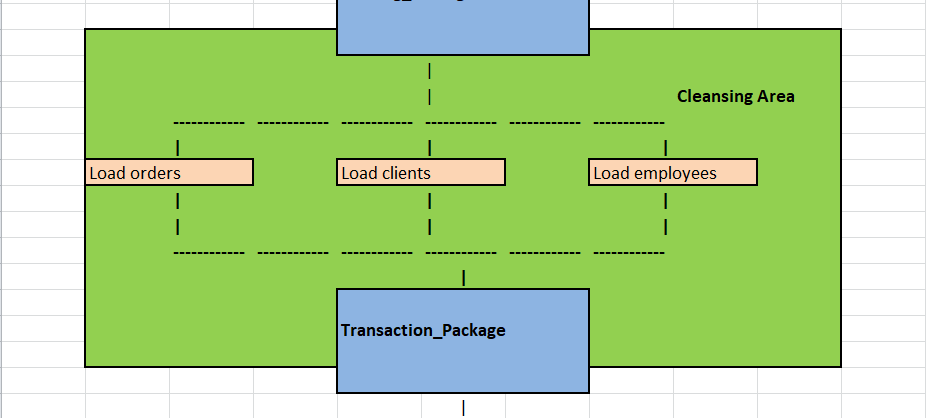 Cleansing Area
Load orders
Load clients
Load employees
Transaction_Package